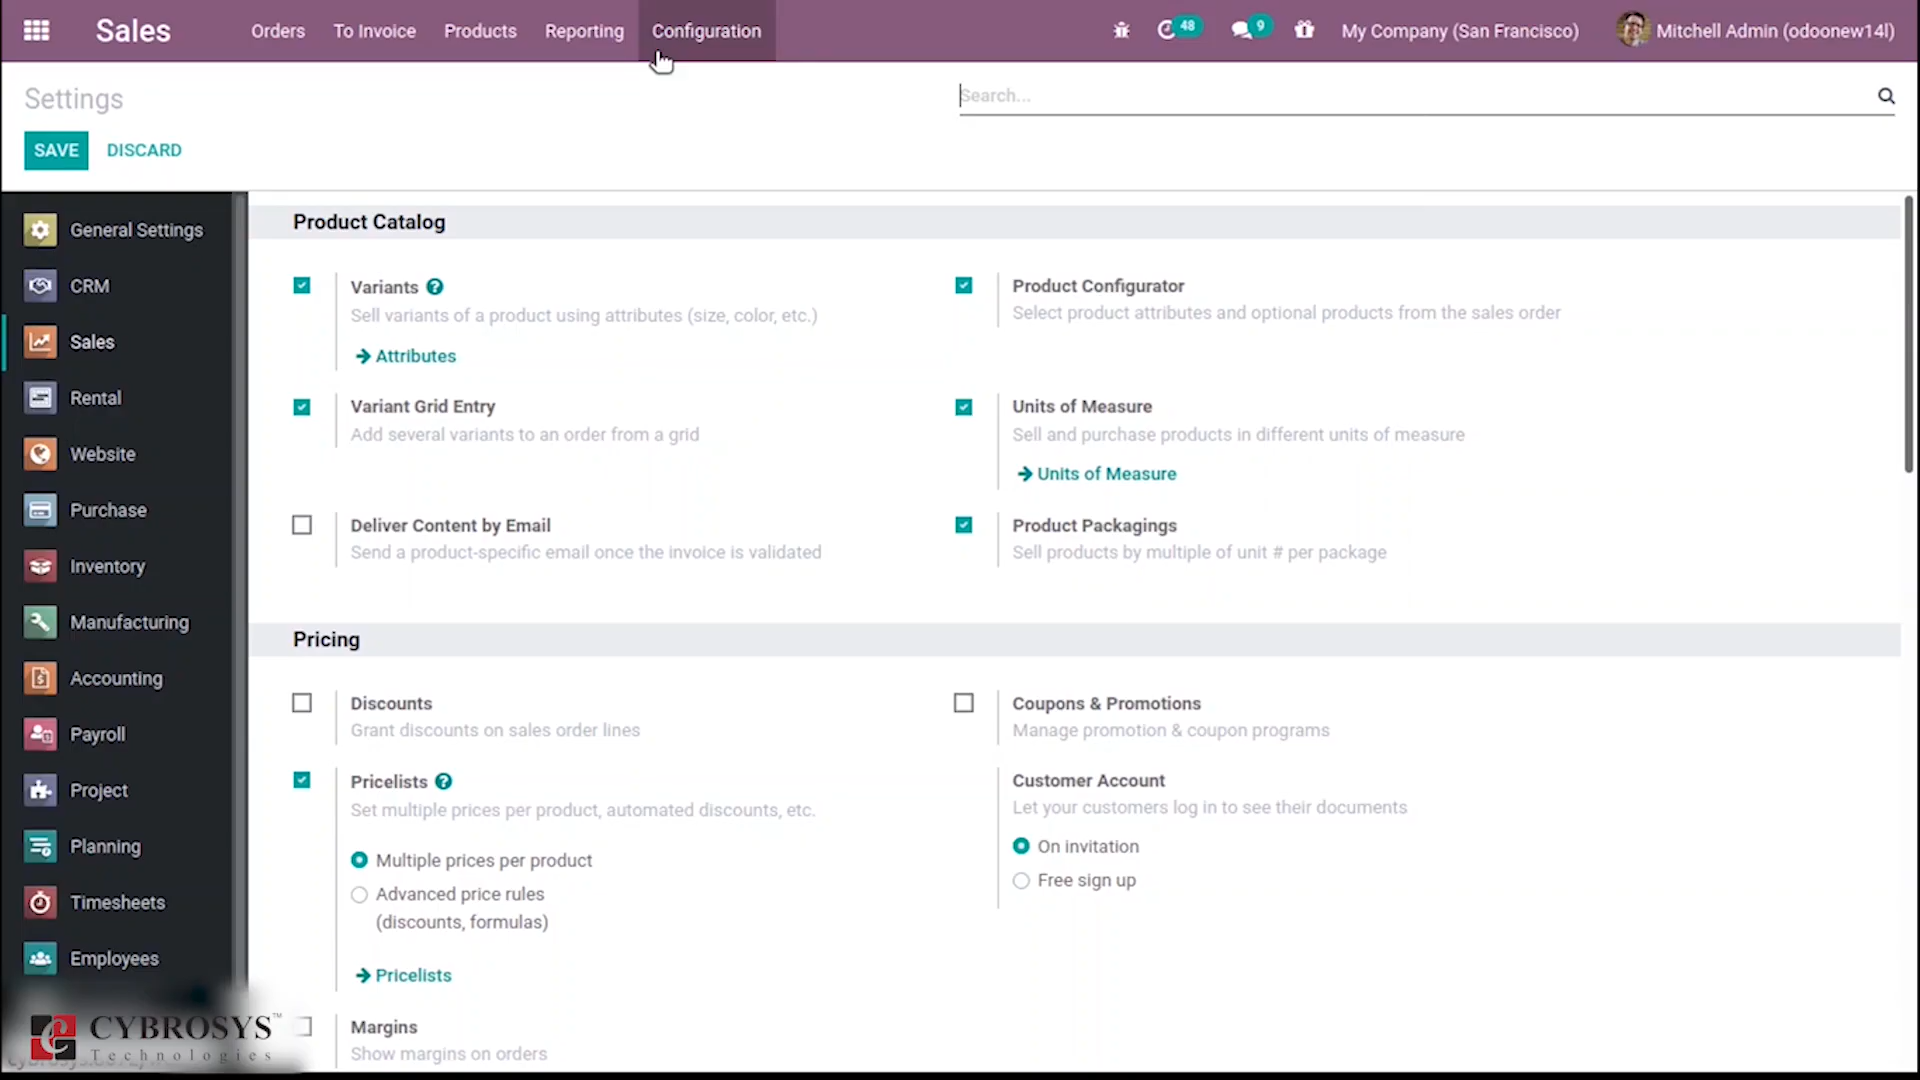 Sales Orders To Invoice Products Reporting Configuration 48 9 My Company (San Francisco) Mitchell Admin (odoonew14l)
Settings
Search...
SAVE DISCARD
General Settings
CRM
Sales
Rental
Website
Purchase
Inventory
Manufacturing
Accounting
Payroll
Project
Planning
Timesheets
Employees
Product Catalog
Variants ?
Sell variants of a product using attributes (size, color, etc.)
Attributes
Product Configurator
Select product attributes and optional products from the sales order
Variant Grid Entry
Add several variants to an order from a grid
Units of Measure
Sell and purchase products in different units of measure
Units of Measure
Deliver Content by Email
Send a product-specific email once the invoice is validated
Product Packagings
Sell products by multiple of unit # per package
Pricing
Discounts
Grant discounts on sales order lines
Coupons & Promotions
Manage promotion & coupon programs
Pricelists ?
Set multiple prices per product, automated discounts, etc.
Multiple prices per product
Advanced price rules
(discounts, formulas)
Pricelists
Customer Account
Let your customers log in to see their documents
On invitation
Free sign up
Margins
Show margins on orders
CYBROSYS™
Technologies